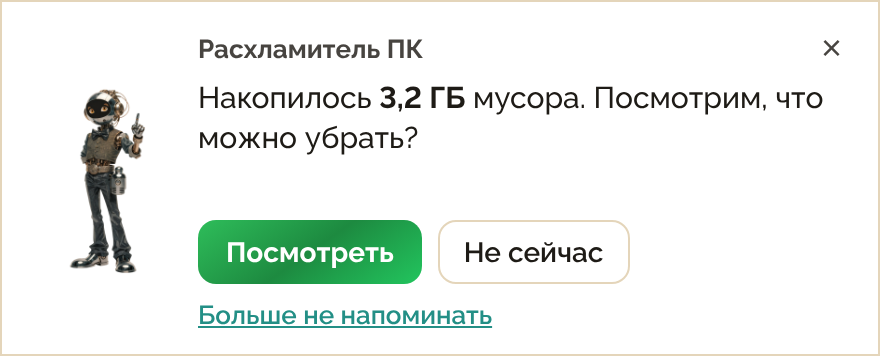 Расхламитель ПК
Накопилось 3,2 ГБ мусора. Посмотрим, что
можно убрать?
Посмотреть
Не сейчас
Больше не напоминать